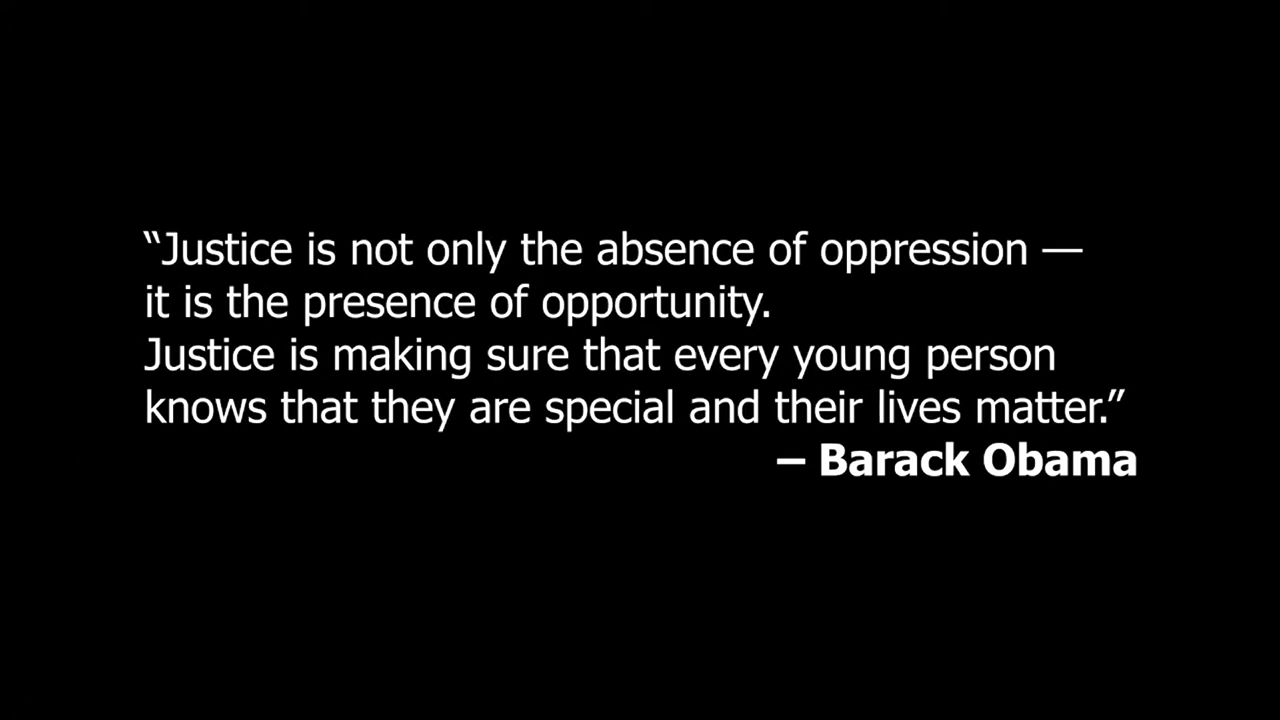 “Justice is not only the absence of oppression —
it is the presence of opportunity.
Justice is making sure that every young person
knows that they are special and their lives matter.”
– Barack Obama